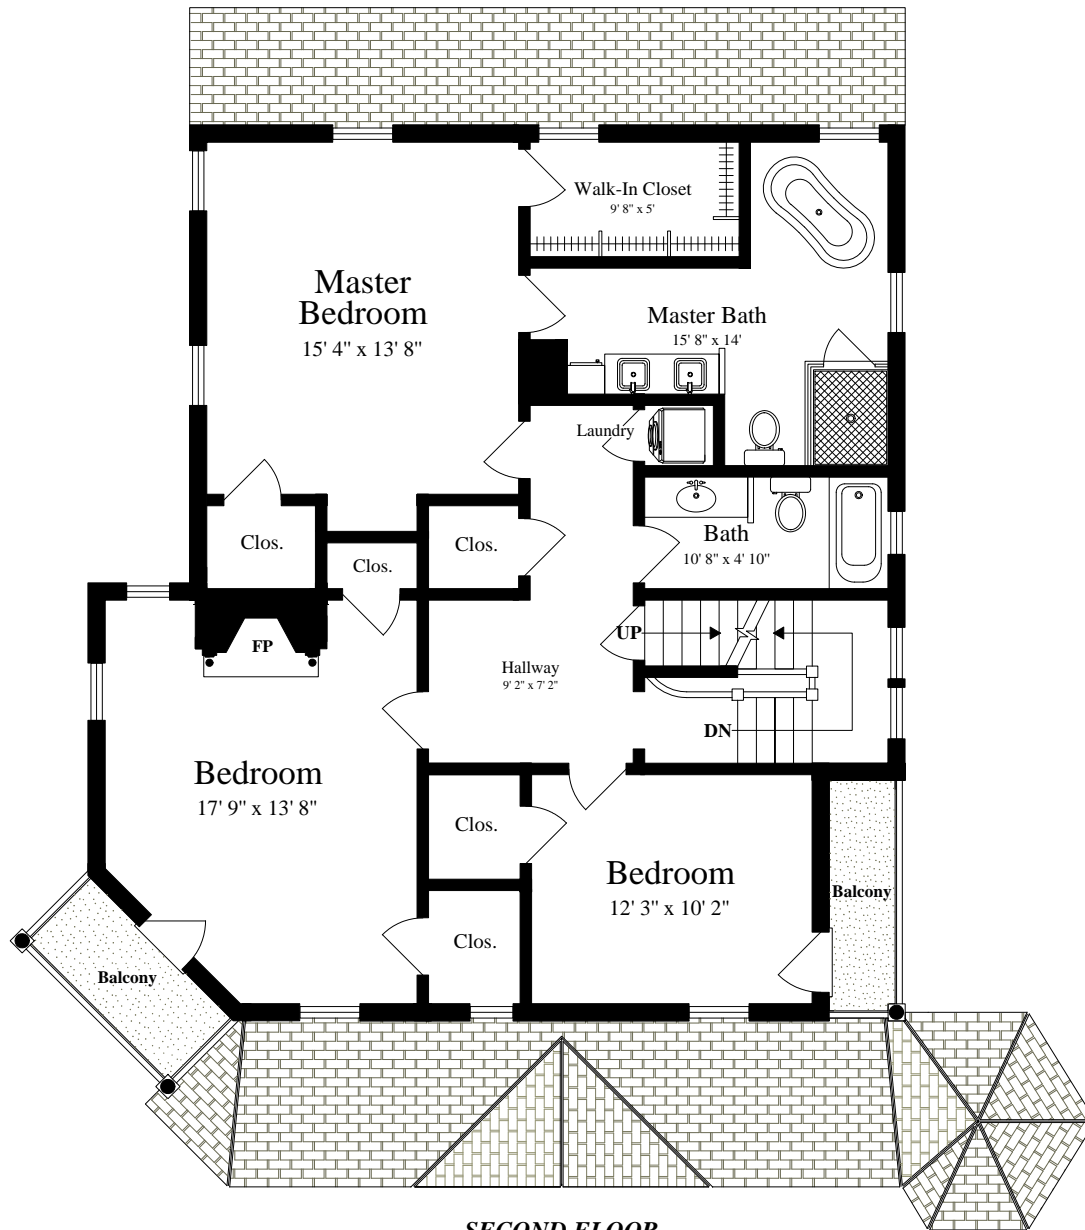 Walk-In Closet
9' 8" x 5'
Master
Bedroom
15' 4" x 13' 8"
Master Bath
15' 8" x 14'
Laundry
Clos.
Clos.
Clos.
Bath
10' 8" x 4' 10"
FP
UP
Hallway
9' 2" x 7' 2"
DN
Bedroom
17' 9" x 13' 8"
Clos.
Bedroom
12' 3" x 10' 2"
Balcony
Clos.
Balcony
SECOND FLOOR